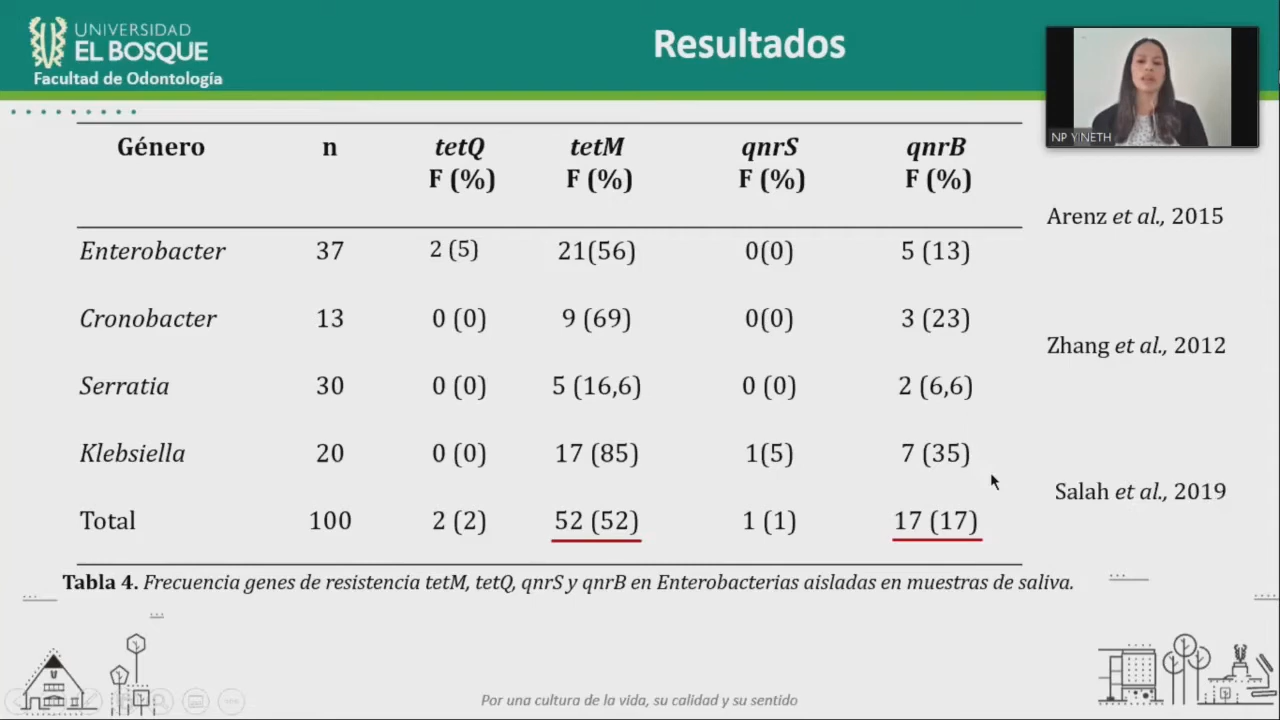 UNIVERSIDAD
EL BOSQUE
Facultad de Odontología
Resultados
NP YINETH
Género n tetQ tetM qnrS qnrB
F (%) F (%) F (%) F (%)
Enterobacter 37 2 (5) 21(56) 0(0) 5 (13)
Cronobacter 13 0 (0) 9 (69) 0(0) 3 (23)
Serratia 30 0 (0) 5 (16,6) 0 (0) 2 (6,6)
Klebsiella 20 0 (0) 17 (85) 1(5) 7 (35)
Total 100 2 (2) 52 (52) 1 (1) 17 (17)
Arenz et al., 2015
Zhang et al., 2012
Salah et al., 2019
Tabla 4. Frecuencia genes de resistencia tetM, tetQ, qnrS y qnrB en Enterobacterias aisladas en muestras de saliva.
Por una cultura de la vida, su calidad y su sentido